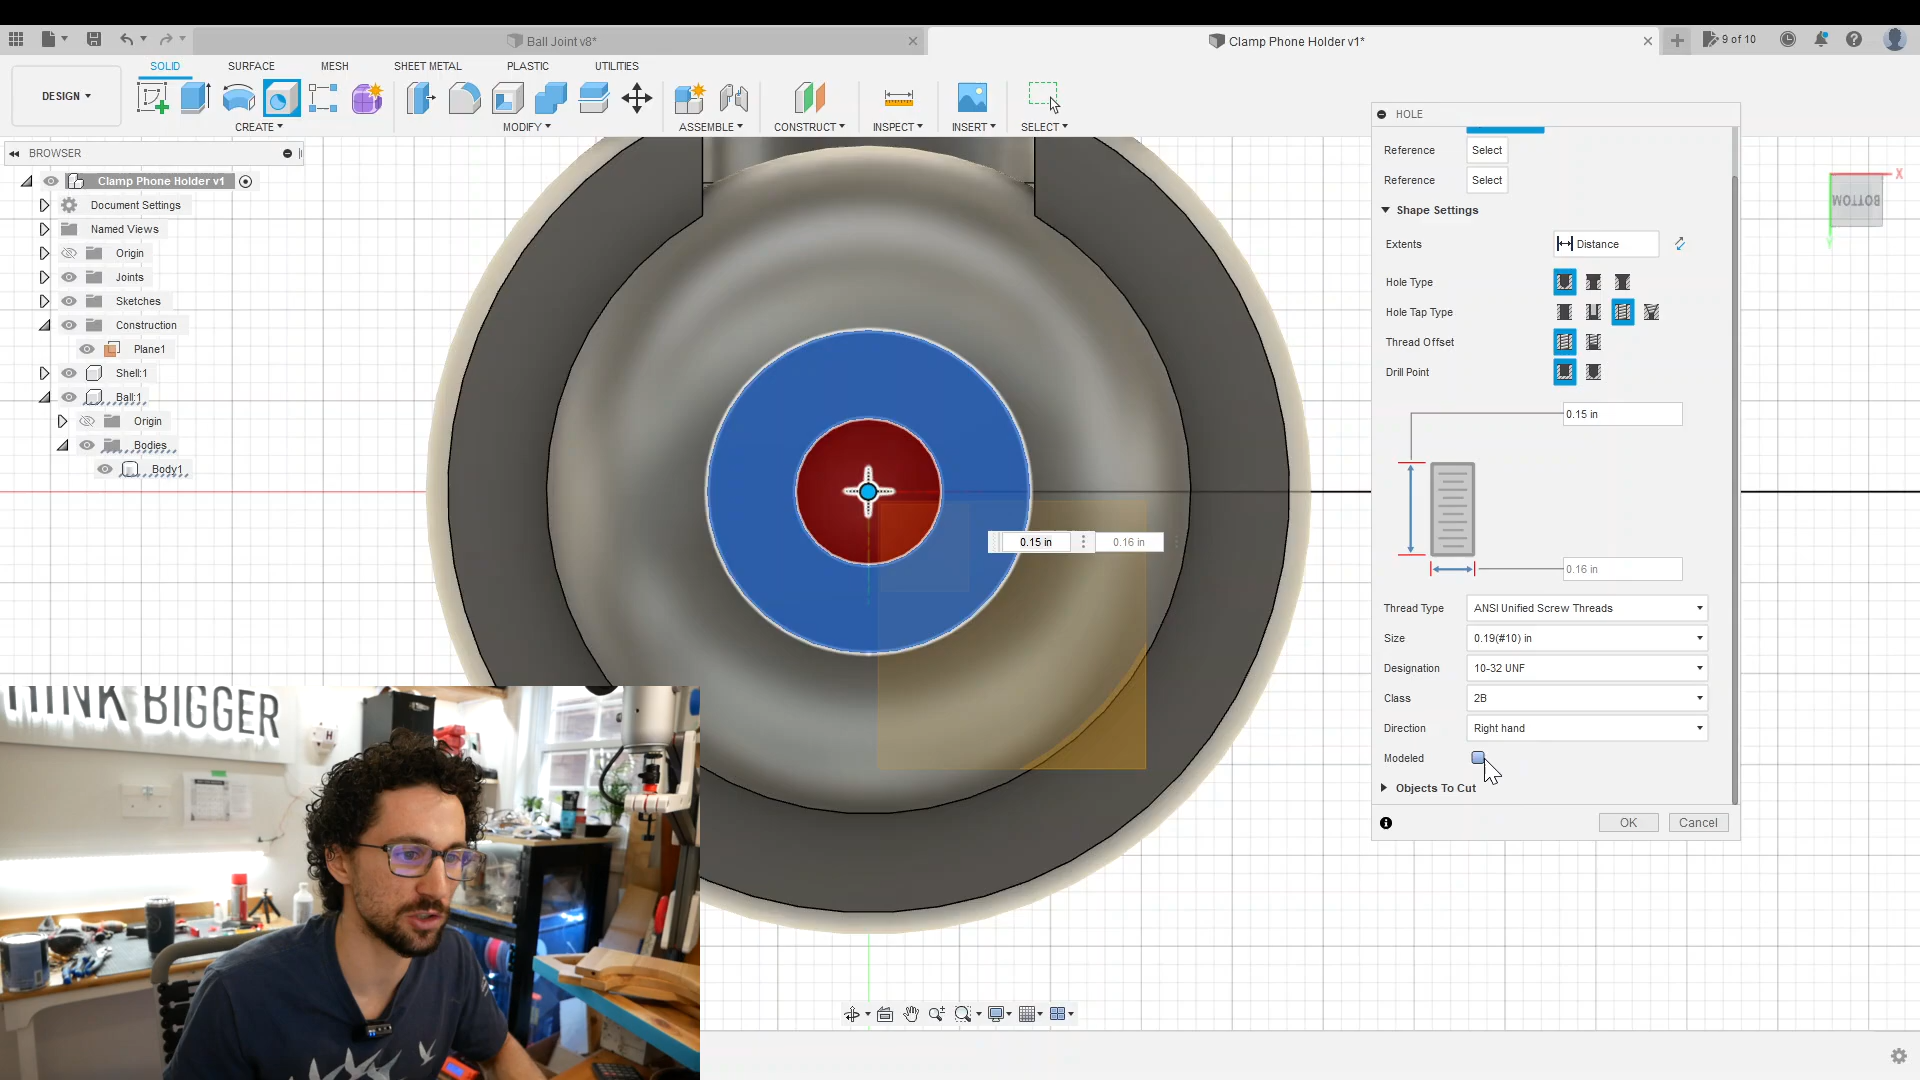 Ball Joint v8*
Clamp Phone Holder v1*
9 of 10
DESIGN
SOLID
SURFACE
MESH
SHEET METAL
PLASTIC
UTILITIES
CREATE
MODIFY
ASSEMBLE
CONSTRUCT
INSPECT
INSERT
SELECT
BROWSER
Clamp Phone Holder v1
Document Settings
Named Views
Origin
Joints
Sketches
Construction
Plane1
Shell:1
Ball:1
Origin
Bodies
Body1
0.15 in
0.16 in
X
BOTTOM
HOLE
Reference
Select
Reference
Select
Shape Settings
Extents
Distance
Hole Type
Hole Tap Type
Thread Offset
Drill Point
0.15 in
0.16 in
Thread Type
ANSI Unified Screw Threads
Size
0.19(#10) in
Designation
10-32 UNF
Class
2B
Direction
Right hand
Modeled
Objects To Cut
OK
Cancel
THINK BIGGER
H